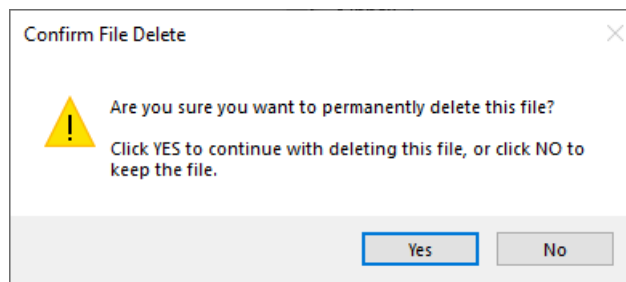 Confirm File Delete
Are you sure you want to permanently delete this file?
Click YES to continue with deleting this file, or click NO to
keep the file.
Yes
No